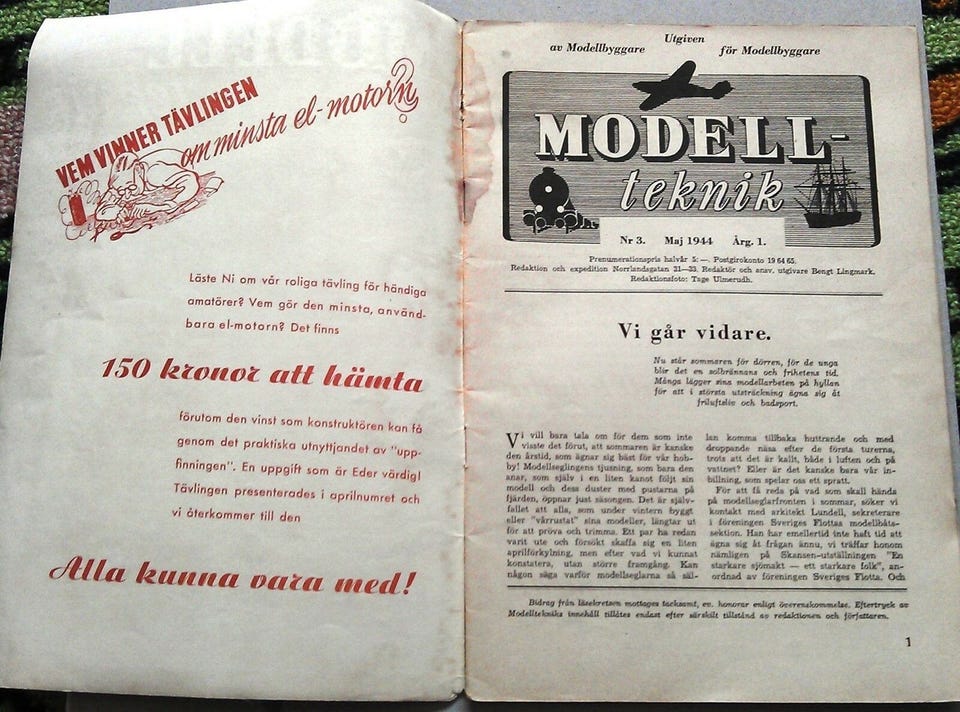 VEM VINNER TÄVLINGEN
om minsta el-motorn?
Läste Ni om vår roliga tävling för händiga
amatörer? Vem gör den minsta, använd-
bara el-motorn? Det finns
150 kronor att hämta
förutom den vinst som konstruktören kan få
genom det praktiska utnyttjandet av "upp-
finningen". En uppgift som är Eder värdig!
Tävlingen presenterades i aprilnumret och
vi återkommer till den
Alla kunna vara med!
Utgiven
av Modellbyggare för Modellbyggare
MODELL-
teknik
Nr 3. Maj 1944 Årg. 1.
Prenumerationspris halvår 5:—. Postgirokonto 19 64 65.
Redaktion och expedition Norrlandsgatan 31—33. Redaktör och ansv. utgivare Bengt Lingmark.
Redaktionsfoto: Tage Ulmerudh.
Vi går vidare.
Nu står sommaren för dörren, för de unga
blir det en solbrännans och frihetens tid.
Många lägger sina modellarbeten på hyllan
för att i största utsträckning ägna sig åt
friluftsliv och badsport.
Vi vill bara tala om för dem som inte
visste det förut, att sommaren är kanske
den årstid, som ägnar sig bäst för vår hob-
by! Modellseglingens tjusning, som bara den
anar, som själv i en liten kanot följt sin
modell och dess duster med pustarna på
fjärden, öppnar just säsongen. Det är själv-
fallet att alla, som under vintern byggt
eller "vårrustat" sina modeller, längtar ut
för att pröva och trimma. Ett par ha redan
varit ute och försökt skaffa sig en liten
aprilförkylning, men efter vad vi kunnat
konstatera, utan större framgång. Kan
någon säga varför modellseglarna så säl-
lan komma tillbaka huttrande och med
droppande näsa efter de första turerna,
trots att det är kallt, både i luften och på
vattnet? Eller är det kanske bara vår in-
billning, som spelar oss ett spratt.
För att få reda på vad som skall hända
på modellseglarfronten i sommar, söker vi
kontakt med arkitekt Lundell, sekreterare
i föreningen Sveriges Flottas modellbåts-
sektion. Han har emellertid inte haft tid att
ägna sig åt frågan ännu, vi träffar honom
nämligen på Skansen-utställningen "En
starkare sjömakt — ett starkare folk", an-
ordnad av föreningen Sveriges Flotta. Och
Bidrag från läsekretsen mottages tacksamt, ev. honorar enligt överenskommelse. Eftertryck av
Modelltekniks innehåll tillåtes endast efter särskilt tillstånd av redaktionen och författaren.
1